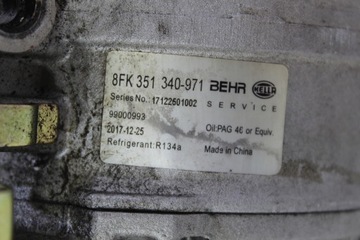 8FK 351 340-971 BEHR HELLA
Series No.: 17122501002 SERVICE
99000993
2017-12-25 Oil:PAG 46 or Equiv.
Refrigerant:R134a Made in China